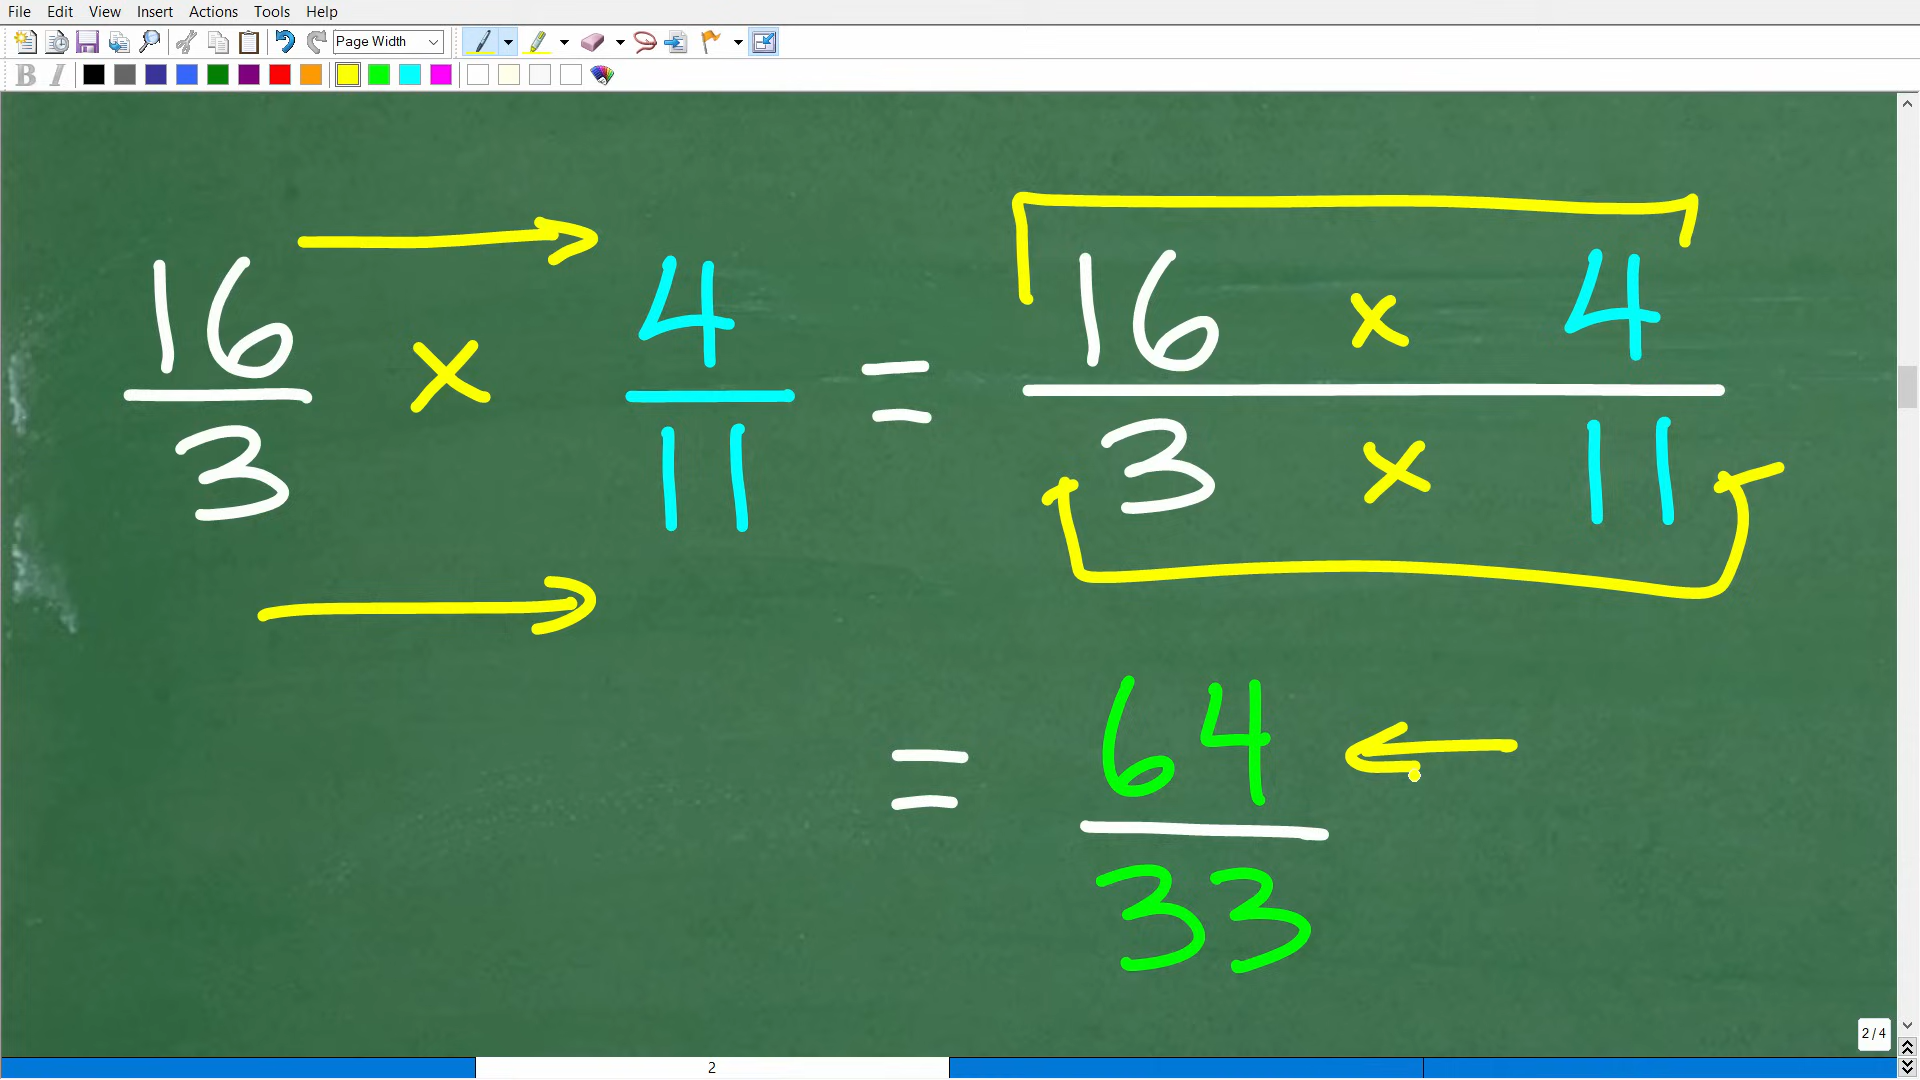 File Edit View Insert Actions Tools Help
Page Width
B I
16/3 × 4/11 = 16 × 4 / 3 × 11
= 64/33
2 / 4
2